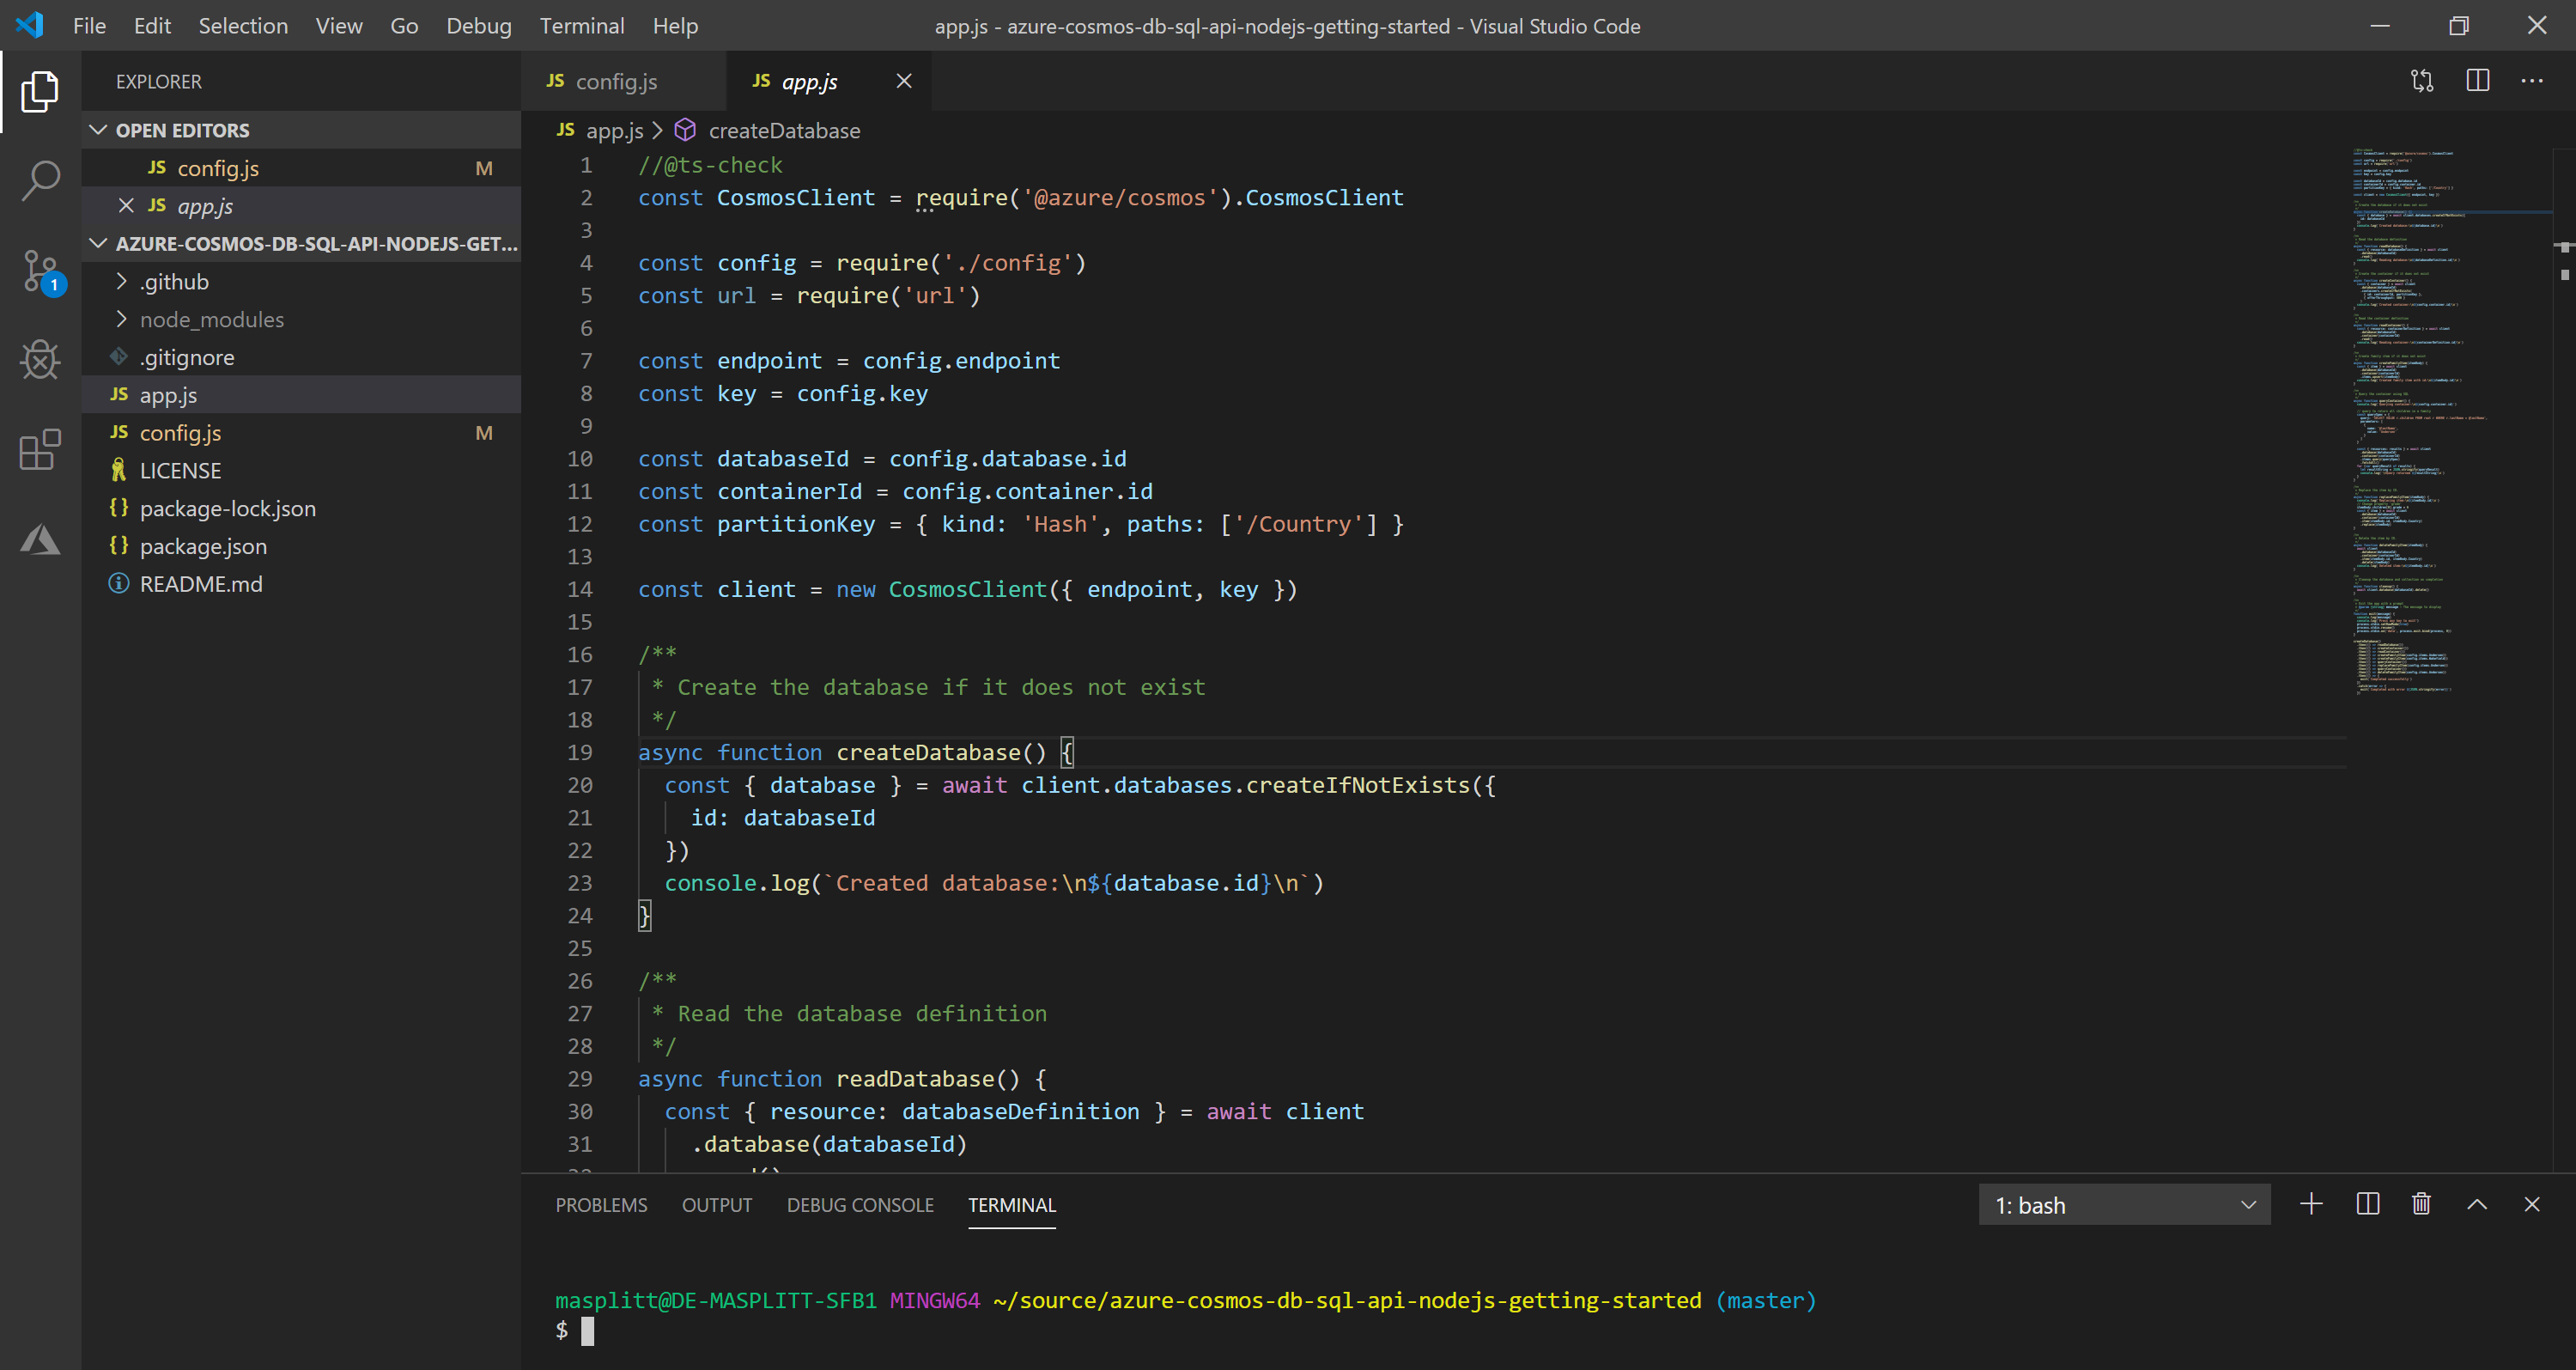 File Edit Selection View Go Debug Terminal Help
app.js - azure-cosmos-db-sql-api-nodejs-getting-started - Visual Studio Code
EXPLORER
OPEN EDITORS
JS config.js M
JS app.js
AZURE-COSMOS-DB-SQL-API-NODEJS-GET...
.github
node_modules
.gitignore
JS app.js
JS config.js M
LICENSE
{} package-lock.json
{} package.json
README.md
1
JS config.js
JS app.js
JS app.js > createDatabase
1 //@ts-check
2 const CosmosClient = require('@azure/cosmos').CosmosClient
3
4 const config = require('./config')
5 const url = require('url')
6
7 const endpoint = config.endpoint
8 const key = config.key
9
10 const databaseId = config.database.id
11 const containerId = config.container.id
12 const partitionKey = { kind: 'Hash', paths: ['/Country'] }
13
14 const client = new CosmosClient({ endpoint, key })
15
16 /**
17  * Create the database if it does not exist
18  */
19 async function createDatabase() {
20   const { database } = await client.databases.createIfNotExists({
21     id: databaseId
22   })
23   console.log(`Created database:\n${database.id}\n`)
24 }
25
26 /**
27  * Read the database definition
28  */
29 async function readDatabase() {
30   const { resource: databaseDefinition } = await client
31     .database(databaseId)
PROBLEMS OUTPUT DEBUG CONSOLE TERMINAL
1: bash
masplitt@DE-MASPLITT-SFB1 MINGW64 ~/source/azure-cosmos-db-sql-api-nodejs-getting-started (master)
$